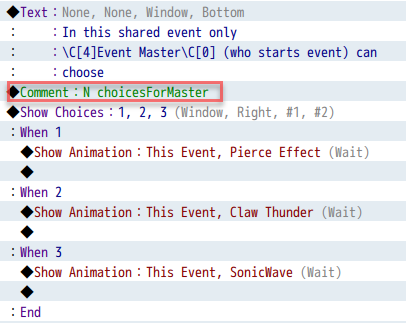 ◆Text：None, None, Window, Bottom
：　　：In this shared event only
：　　：\C[4]Event Master\C[0] (who starts event) can
：　　：choose
◆Comment：N choicesForMaster
◆Show Choices：1, 2, 3 (Window, Right, #1, #2)
：When 1
◆Show Animation：This Event, Pierce Effect (Wait)
◆
：When 2
◆Show Animation：This Event, Claw Thunder (Wait)
◆
：When 3
◆Show Animation：This Event, SonicWave (Wait)
◆
：End